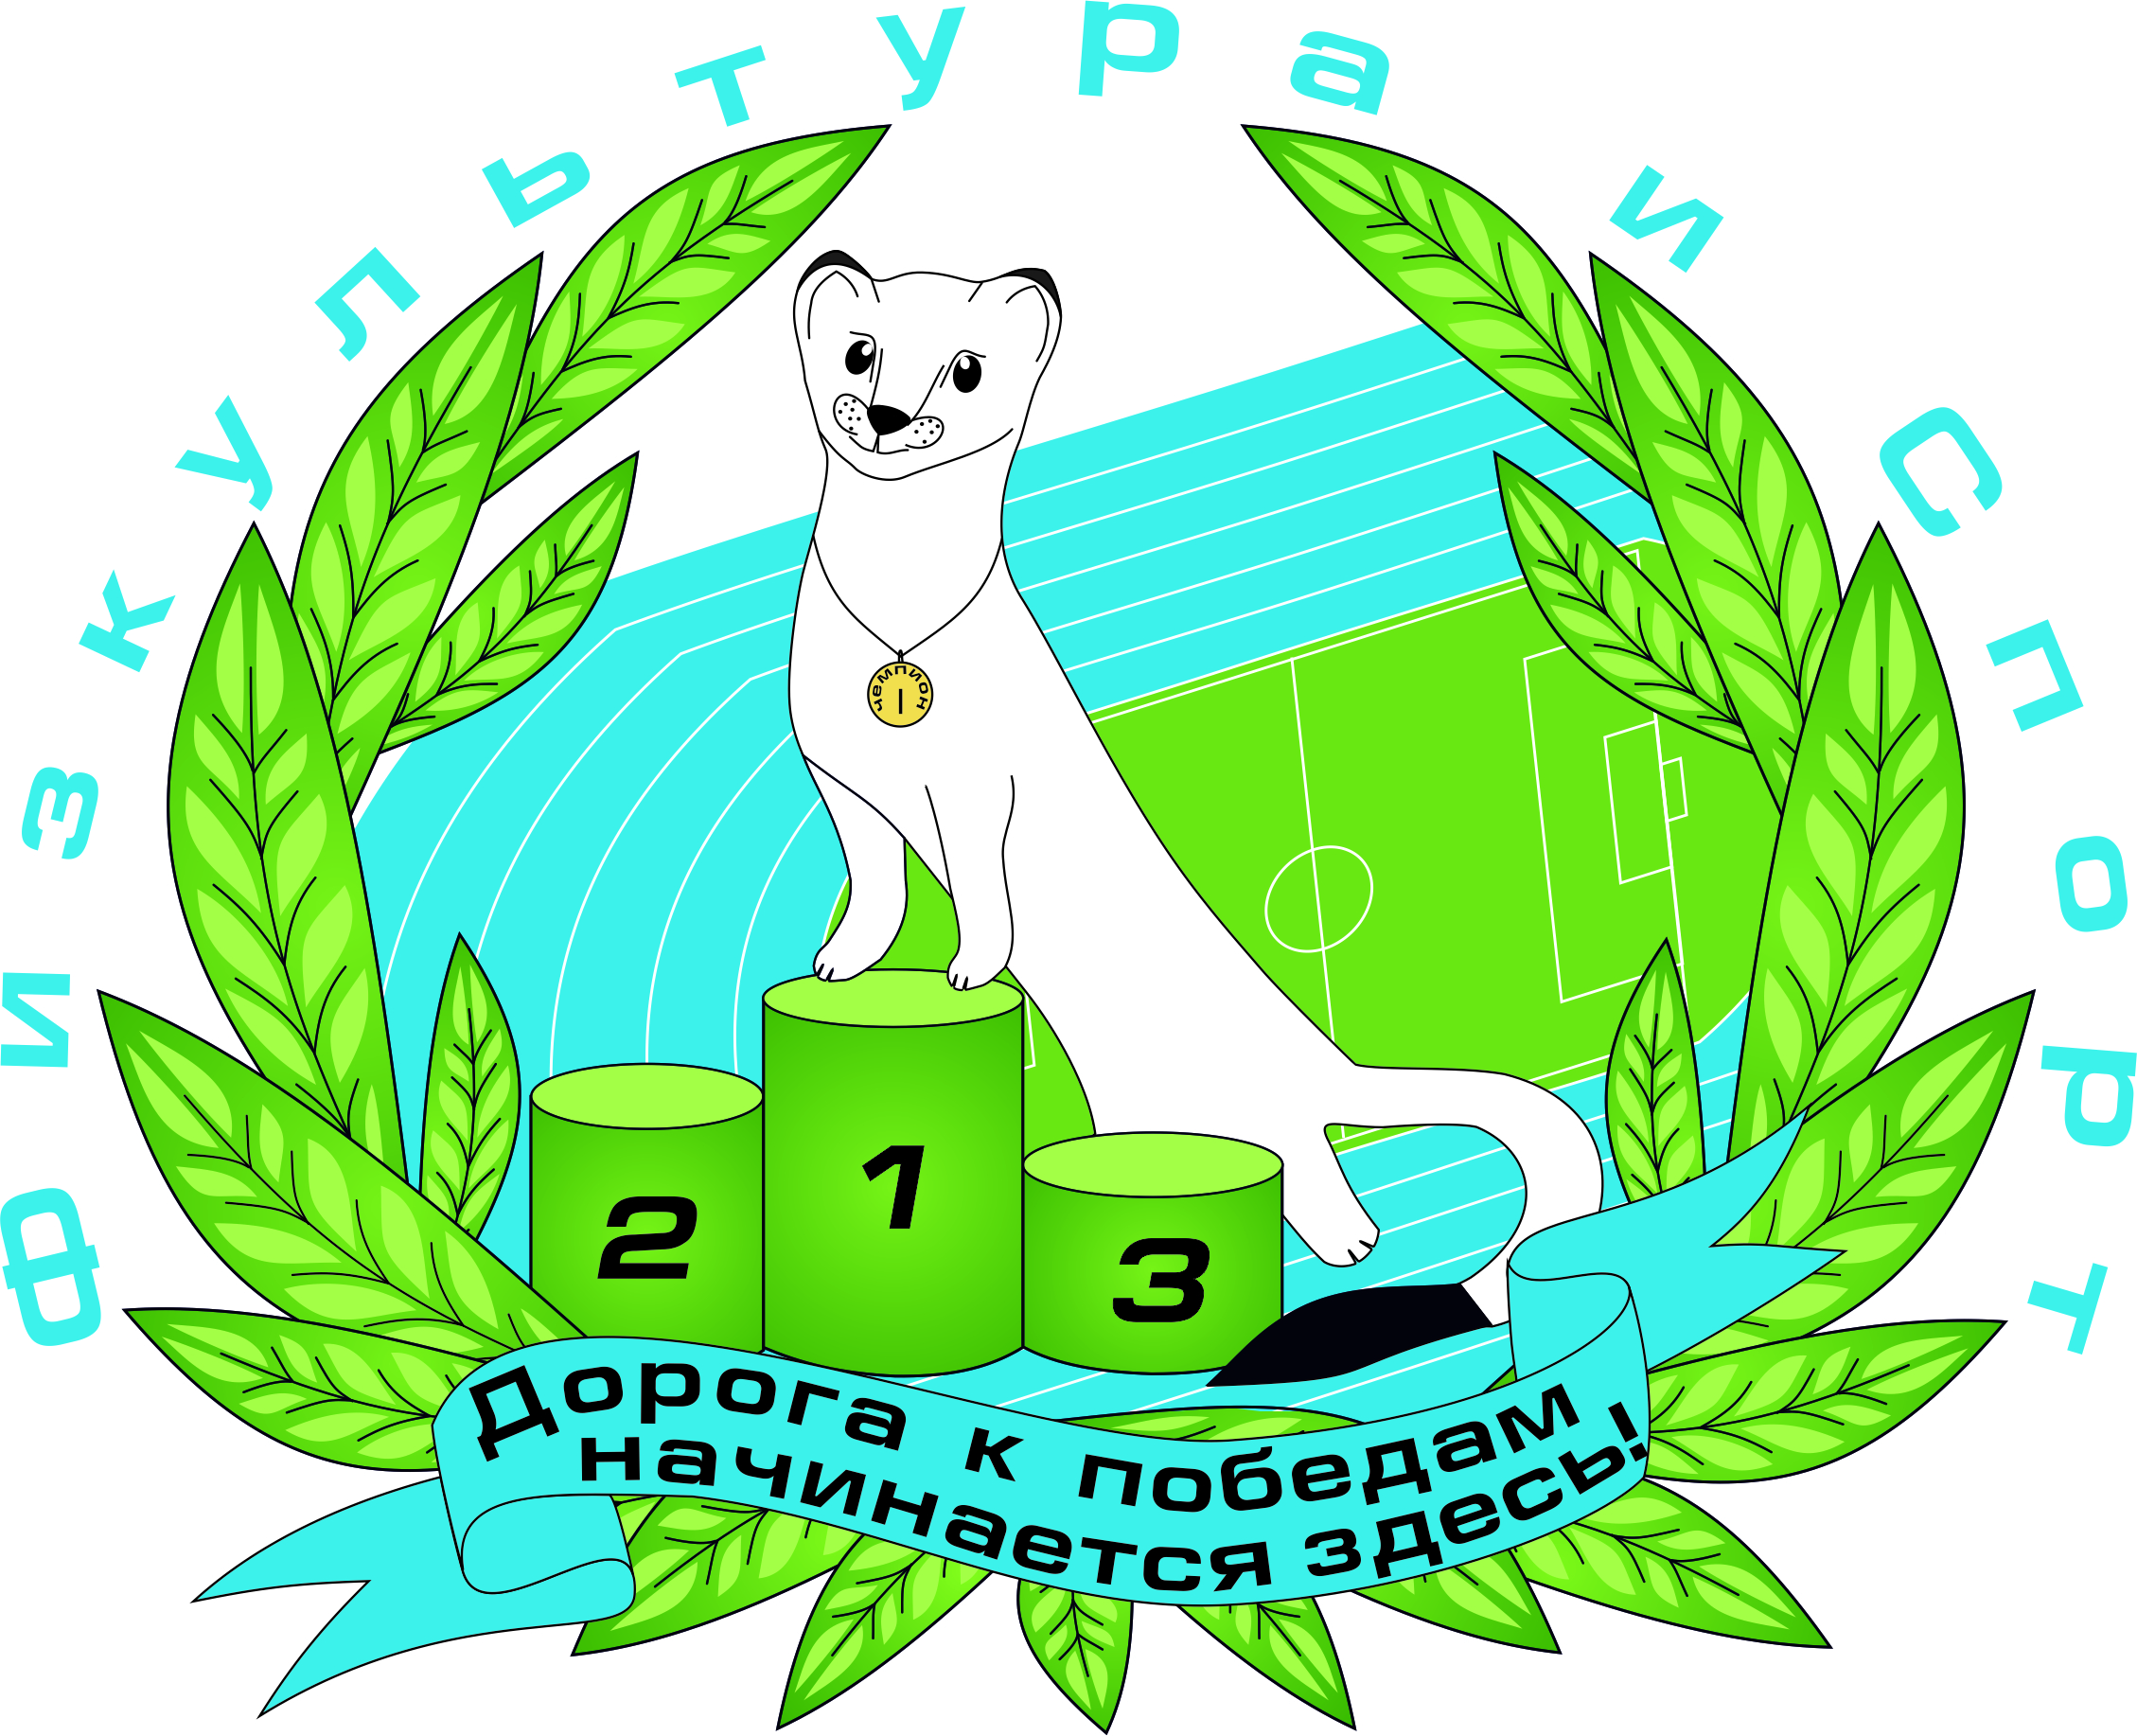 Физкультура и Спорт
чемпион
1
1
2
3
Дорога к победам
начинается здесь!